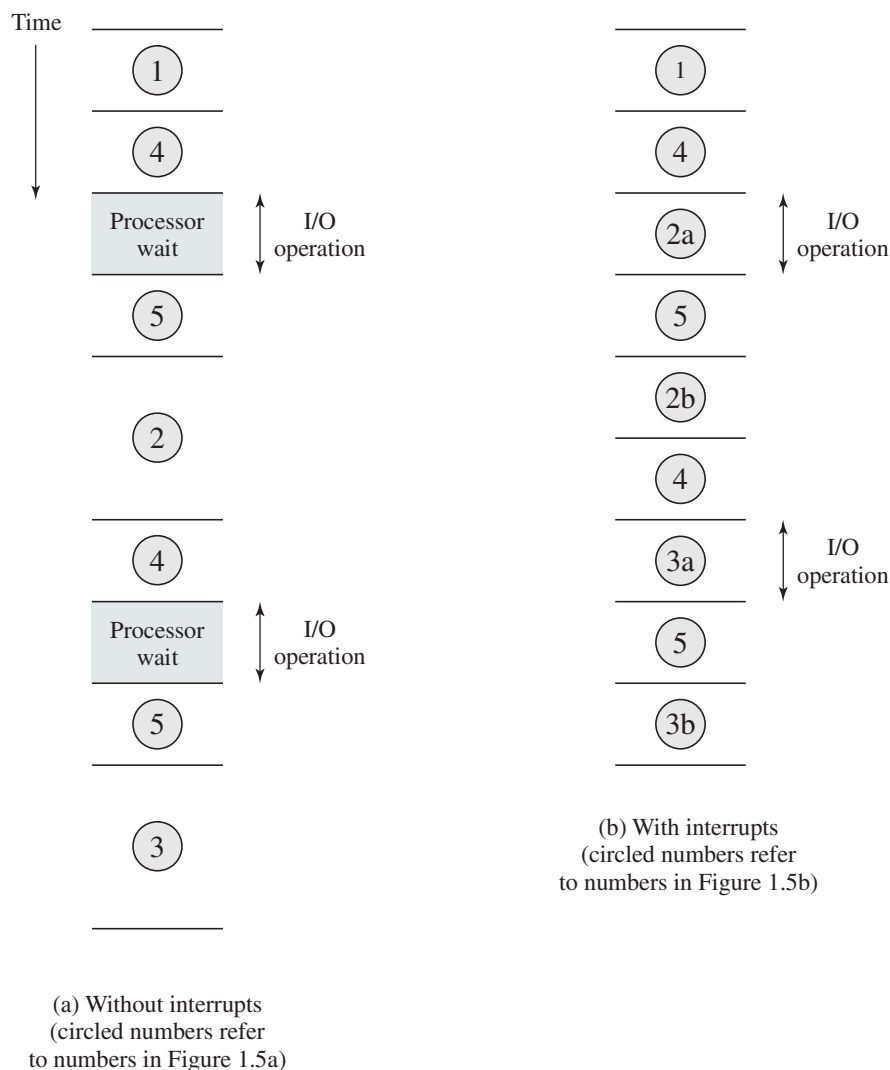 Time
1
4
Processor
wait
I/O
operation
5
2
4
Processor
wait
I/O
operation
5
3
(a) Without interrupts
(circled numbers refer
to numbers in Figure 1.5a)
1
4
2a
I/O
operation
5
2b
4
3a
I/O
operation
5
3b
(b) With interrupts
(circled numbers refer
to numbers in Figure 1.5b)